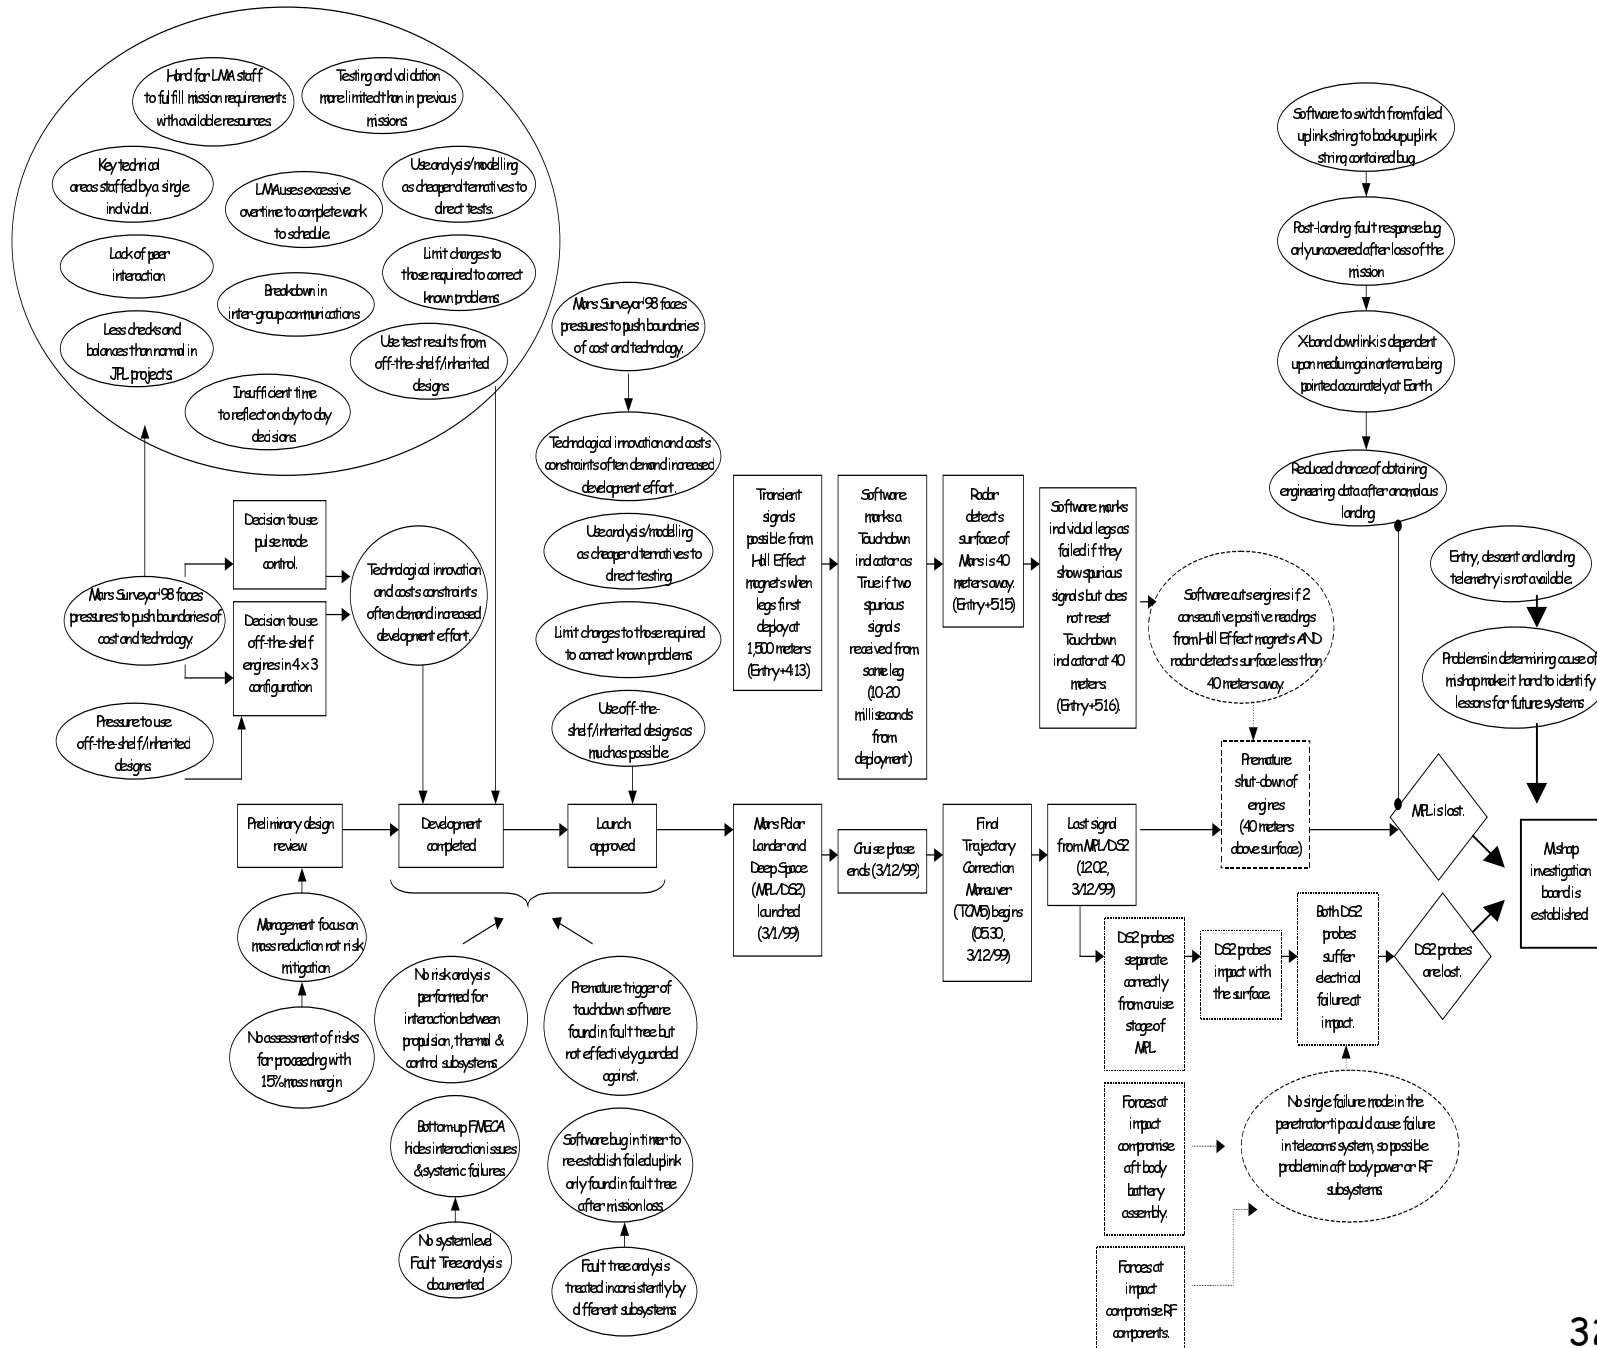 Hard for LMA staff
to fulfill mission requirements
with available resources.
Testing and validation
more limited than in previous
missions.
Key technical
areas staffed by a single
individual.
LMA uses excessive
overtime to complete work
to schedule.
Use analysis/modelling
as cheaper alternatives to
direct tests.
Lack of peer
interaction
Breakdown in
inter-group communications
Limit changes to
those required to correct
known problems.
Less checks and
balances than normal in
JPL projects.
Use test results from
off-the-shelf/inherited
designs.
Insufficient time
to reflect on day to day
decisions.
Mars Surveyor'98 faces
pressures to push boundaries of
cost and technology.
Pressure to use
off-the-shelf/inherited
designs.
Decision to use
pulse mode
control.
Decision to use
off-the-shelf
engines in 4 x 3
configuration
Technological innovation
and costs constraints
often demand increased
development effort.
Mars Surveyor'98 faces
pressures to push boundaries
of cost and technology.
Technological innovation and costs
constraints often demand increased
development effort.
Use analysis/modelling
as cheaper alternatives to
direct testing.
Limit changes to those required
to correct known problems
Use off-the-
shelf/inherited designs as
much as possible.
Preliminary design
review
Development
completed
Launch
approved
Management focus on
mass reduction not risk
mitigation
No assessment of risks
for proceeding with
15% mass margin
No risk analysis
performed for
interaction between
propulsion, thermal &
control subsystems.
Premature trigger of
touchdown software
found in fault tree but
not effectively guarded
against.
Bottom-up FMECA
hides interaction issues
& systemic failures.
Software bug in timer to
re-establish failed uplink
only found in fault tree
after mission loss.
No system level
Fault Tree analysis
documented
Fault tree analysis
treated inconsistently by
different subsystems
Transient
signals
possible from
Hall Effect
magnets when
legs first
deploy at
1,500 meters
(Entry+413)
Software
marks a
Touchdown
indicator as
True if two
spurious
signals
received from
same leg
(10-20
milliseconds
from
deployment)
Radar
detects
surface of
Mars is 40
meters away.
(Entry+515)
Software marks
individual legs as
failed if they
show spurious
signals but does
not reset
Touchdown
indicator at 40
meters
(Entry+516).
Software cuts engines if 2
consecutive positive readings
from Hall Effect magnets AND
radar detects surface less than
40 meters away.
Mars Polar
Lander and
Deep Space
(MPL/DS2)
launched
(3/1/99)
Cruise phase
ends (3/12/99)
Final
Trajectory
Correction
Maneuver
(TCM5) begins
(05.30,
3/12/99)
Last signal
from MPL/DS2
(12.02,
3/12/99)
Premature
shut-down of
engines
(40 meters
above surface)
MPL is lost.
DS2 probes
separate
correctly
from cruise
stage of
MPL.
DS2 probes
impact with
the surface.
Both DS2
probes
suffer
electrical
failure at
impact.
DS2 probes
are lost.
Forces at
impact
compromise
aft body
battery
assembly.
Forces at
impact
compromise RF
components.
No single failure mode in the
penetrator tip could cause failure
in telecoms system, so possible
problem in aft body power or RF
subsystems
Software to switch from failed
uplink string to backup uplink
string contained bug
Post-landing fault response bug
only uncovered after loss of the
mission
X-band downlink is dependent
upon medium gain antenna being
pointed accurately at Earth
Reduced chance of obtaining
engineering data after anomalous
landing
Entry, descent and landing
telemetry is not available.
Problems in determining cause of
mishap make it hard to identify
lessons for future systems
Mishap
investigation
board is
established